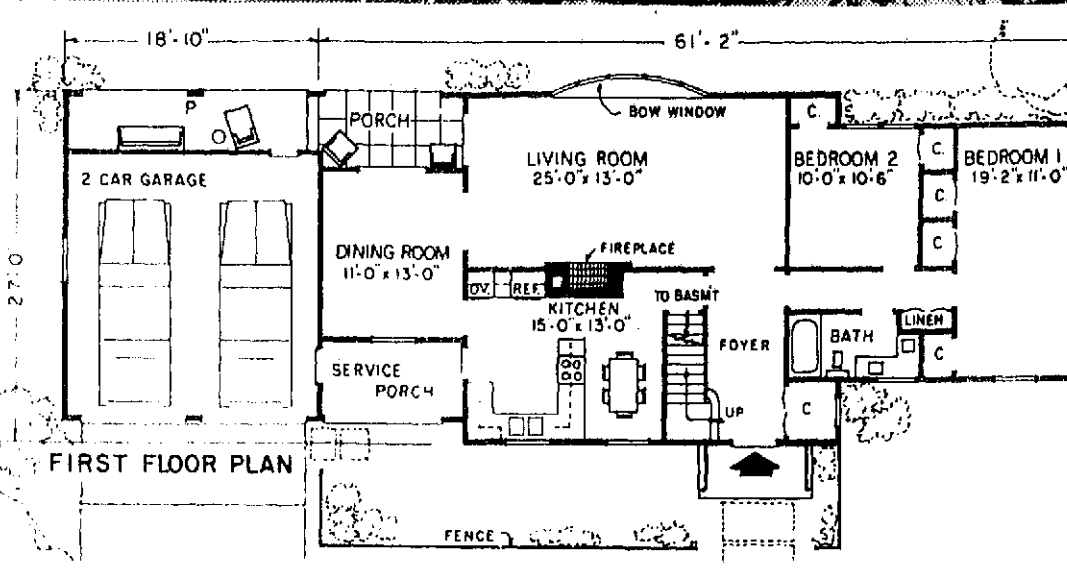 18'-10"
61'-2"
27'-0
P
PORCH
BOW WINDOW
C.
2 CAR GARAGE
LIVING ROOM
25'-0" x 13'-0"
BEDROOM 2
10'-0" x 10'-6"
C.
BEDROOM 1
19'-2" x 11'-0"
C.
C.
DINING ROOM
11'-0" x 13'-0"
FIREPLACE
OV.
REF.
TO BASM'T
KITCHEN
15'-0" x 13'-0"
FOYER
BATH
LINEN
C
SERVICE
PORCH
UP
C
FIRST FLOOR PLAN
FENCE